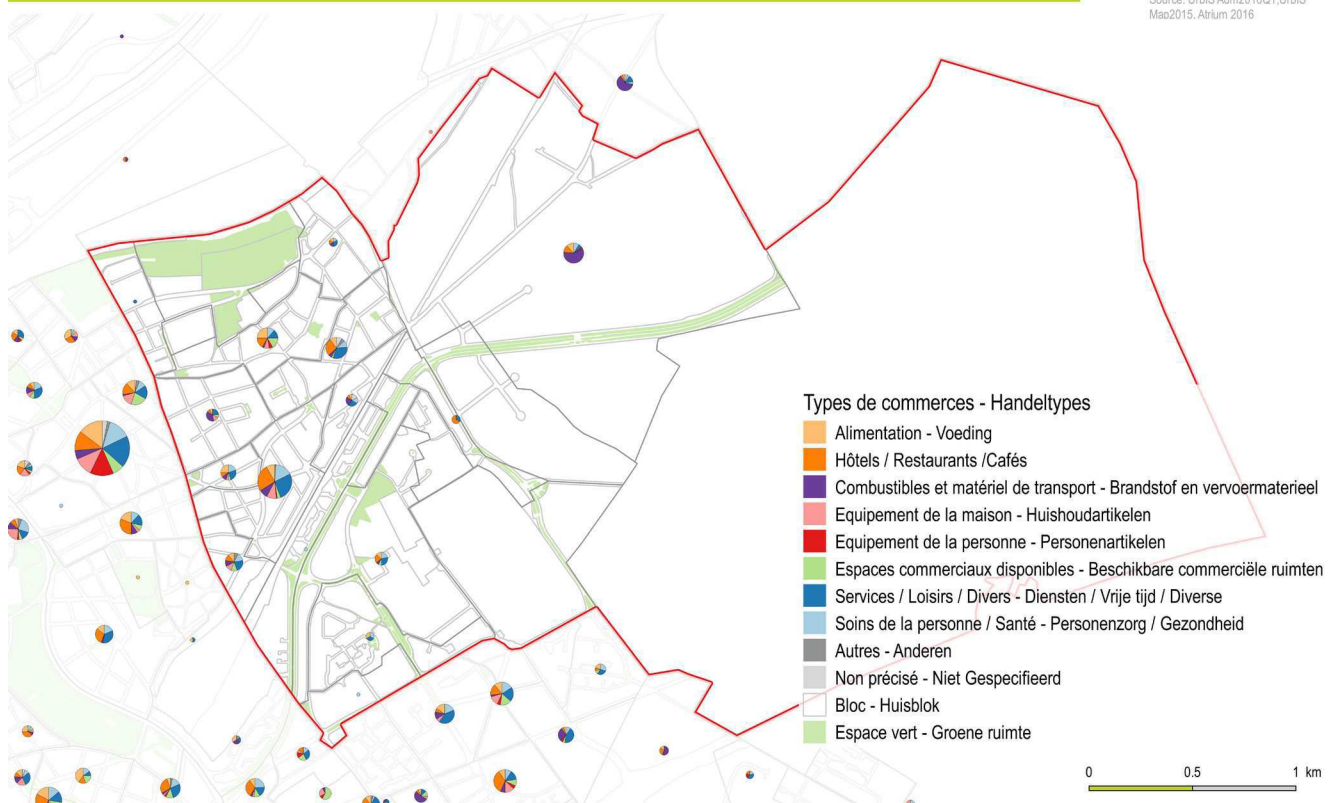 Source: UrbIS Adm2016Q1,UrbIS
Map2015. Atrium 2016
Types de commerces - Handeltypes
Alimentation - Voeding
Hôtels / Restaurants /Cafés
Combustibles et matériel de transport - Brandstof en vervoermaterieel
Equipement de la maison - Huishoudartikelen
Equipement de la personne - Personenartikelen
Espaces commerciaux disponibles - Beschikbare commerciële ruimten
Services / Loisirs / Divers - Diensten / Vrije tijd / Diverse
Soins de la personne / Santé - Personenzorg / Gezondheid
Autres - Anderen
Non précisé - Niet Gespecifieerd
Bloc - Huisblok
Espace vert - Groene ruimte
0 0.5 1 km